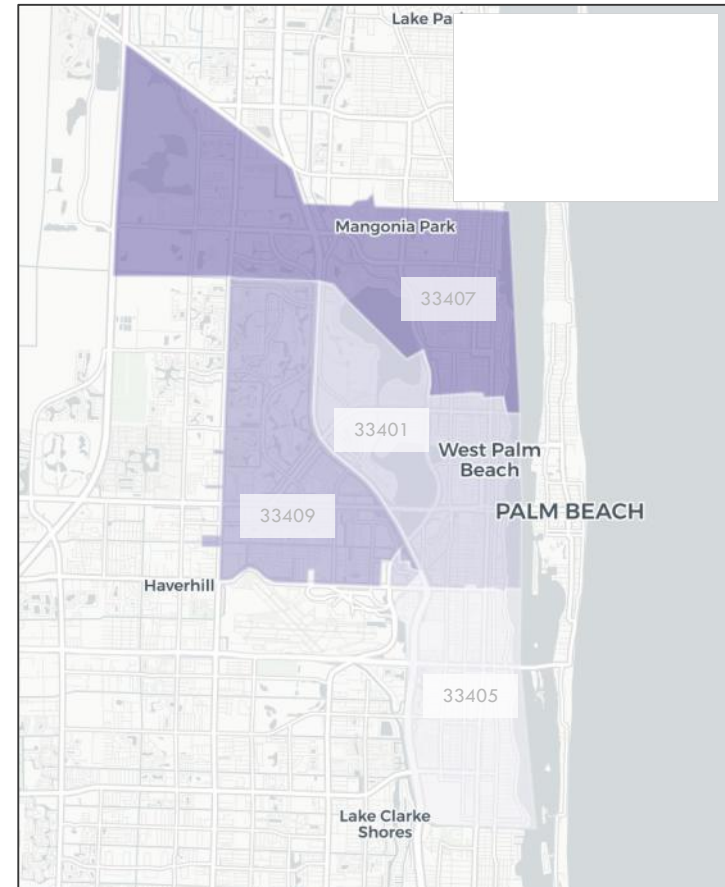 Lake Pa
Mangonia Park
33407
33401
West Palm
Beach
PALM BEACH
33409
Haverhill
33405
Lake Clarke
Shores